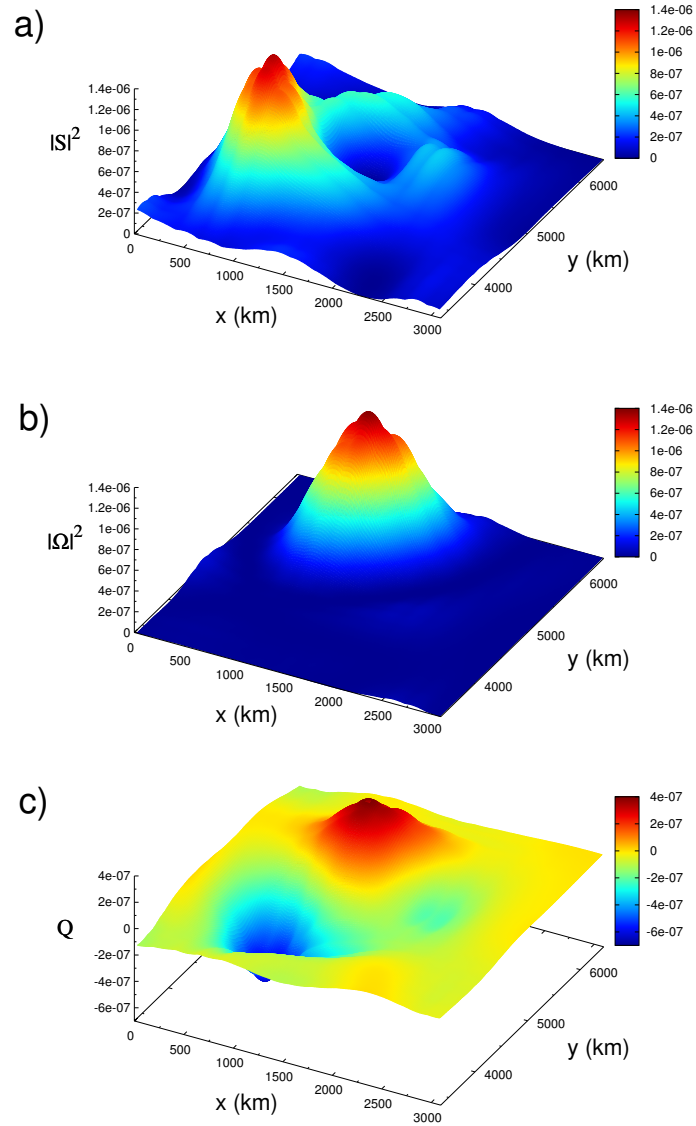 a)
1.4e-06
1.2e-06
1e-06
8e-07
6e-07
4e-07
2e-07
0
|S|²
1.4e-06
1.2e-06
1e-06
8e-07
6e-07
4e-07
2e-07
0
0
500
1000
1500
2000
2500
3000
x (km)
4000
5000
6000
y (km)
b)
1.4e-06
1.2e-06
1e-06
8e-07
6e-07
4e-07
2e-07
0
|Ω|²
1.4e-06
1.2e-06
1e-06
8e-07
6e-07
4e-07
2e-07
0
0
500
1000
1500
2000
2500
3000
x (km)
4000
5000
6000
y (km)
c)
4e-07
2e-07
0
-2e-07
-4e-07
-6e-07
Q
4e-07
2e-07
0
-2e-07
-4e-07
-6e-07
0
500
1000
1500
2000
2500
3000
x (km)
4000
5000
6000
y (km)